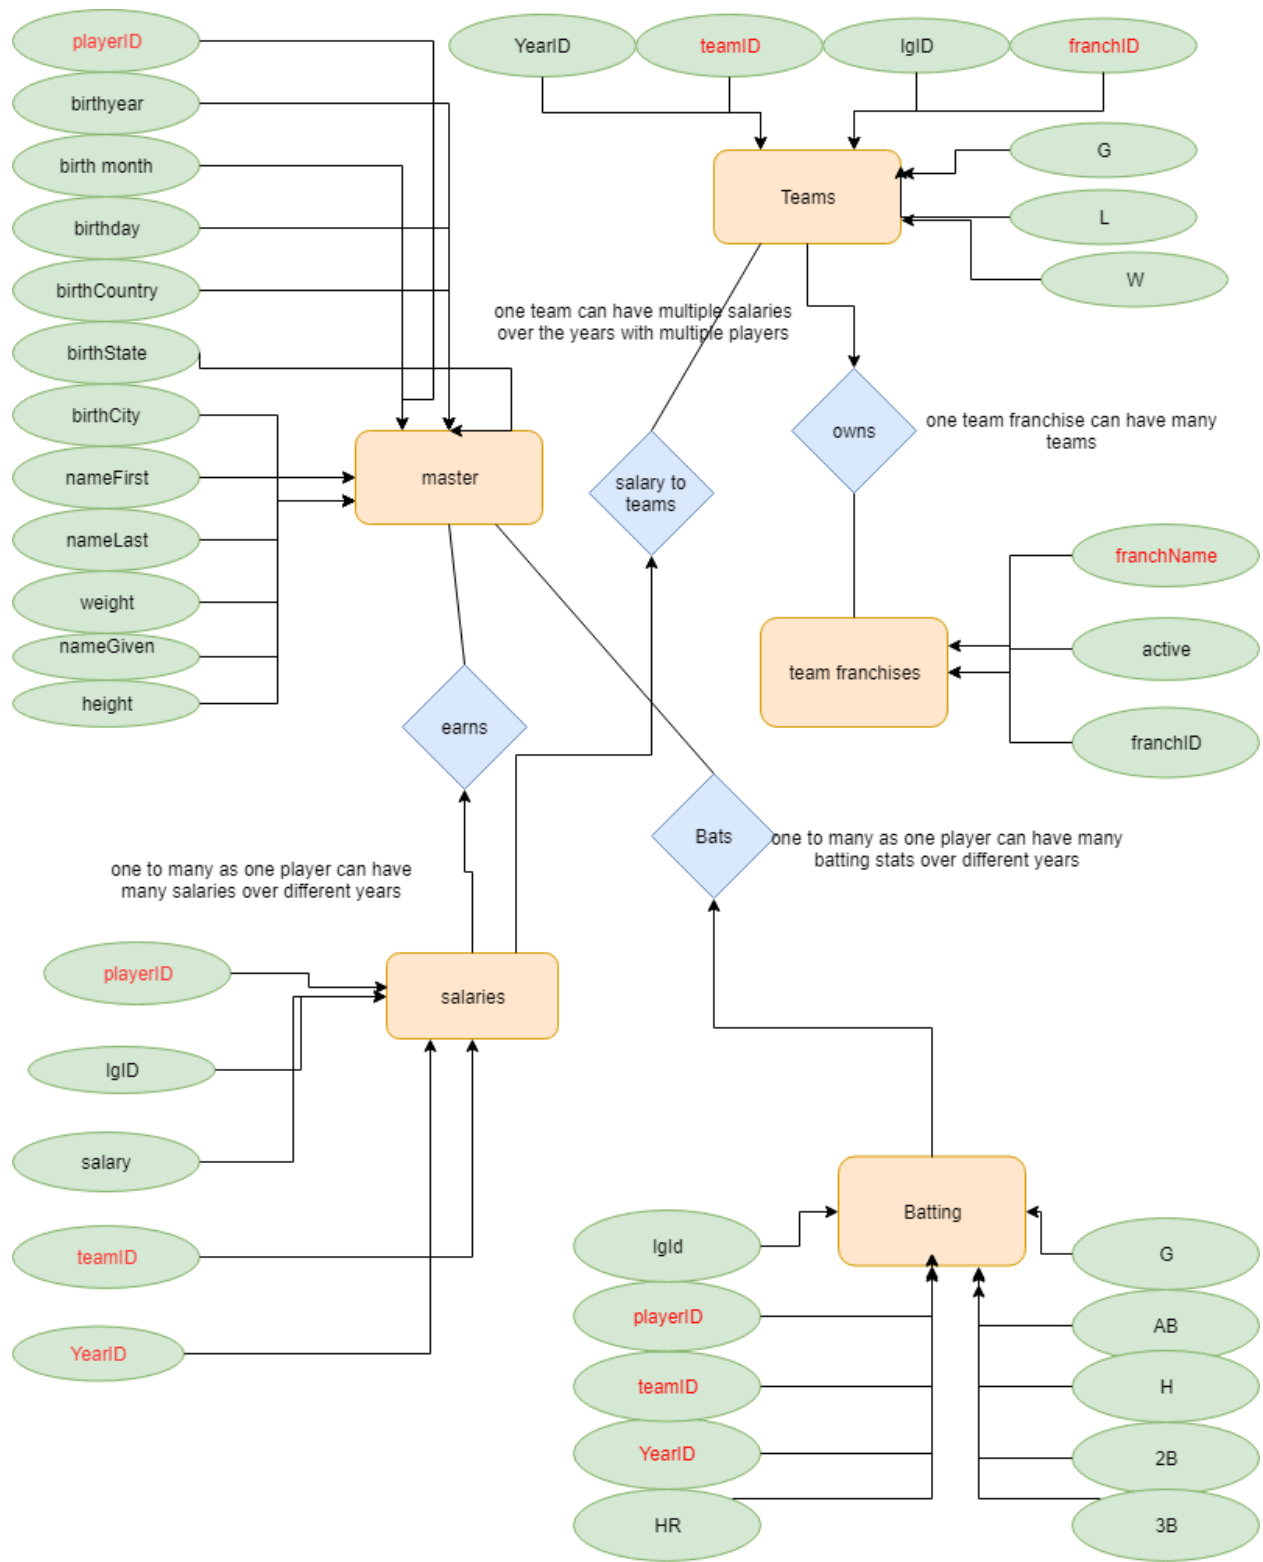 playerID
birthyear
birth month
birthday
birthCountry
birthState
birthCity
nameFirst
nameLast
weight
nameGiven
height
master
YearID
teamID
lgID
franchID
Teams
G
L
W
one team can have multiple salaries
over the years with multiple players
salary to
teams
owns
one team franchise can have many
teams
team franchises
franchName
active
franchID
earns
Bats
one to many as one player can have many
batting stats over different years
one to many as one player can have
many salaries over different years
playerID
lgID
salary
teamID
YearID
salaries
Batting
lgId
playerID
teamID
YearID
HR
G
AB
H
2B
3B